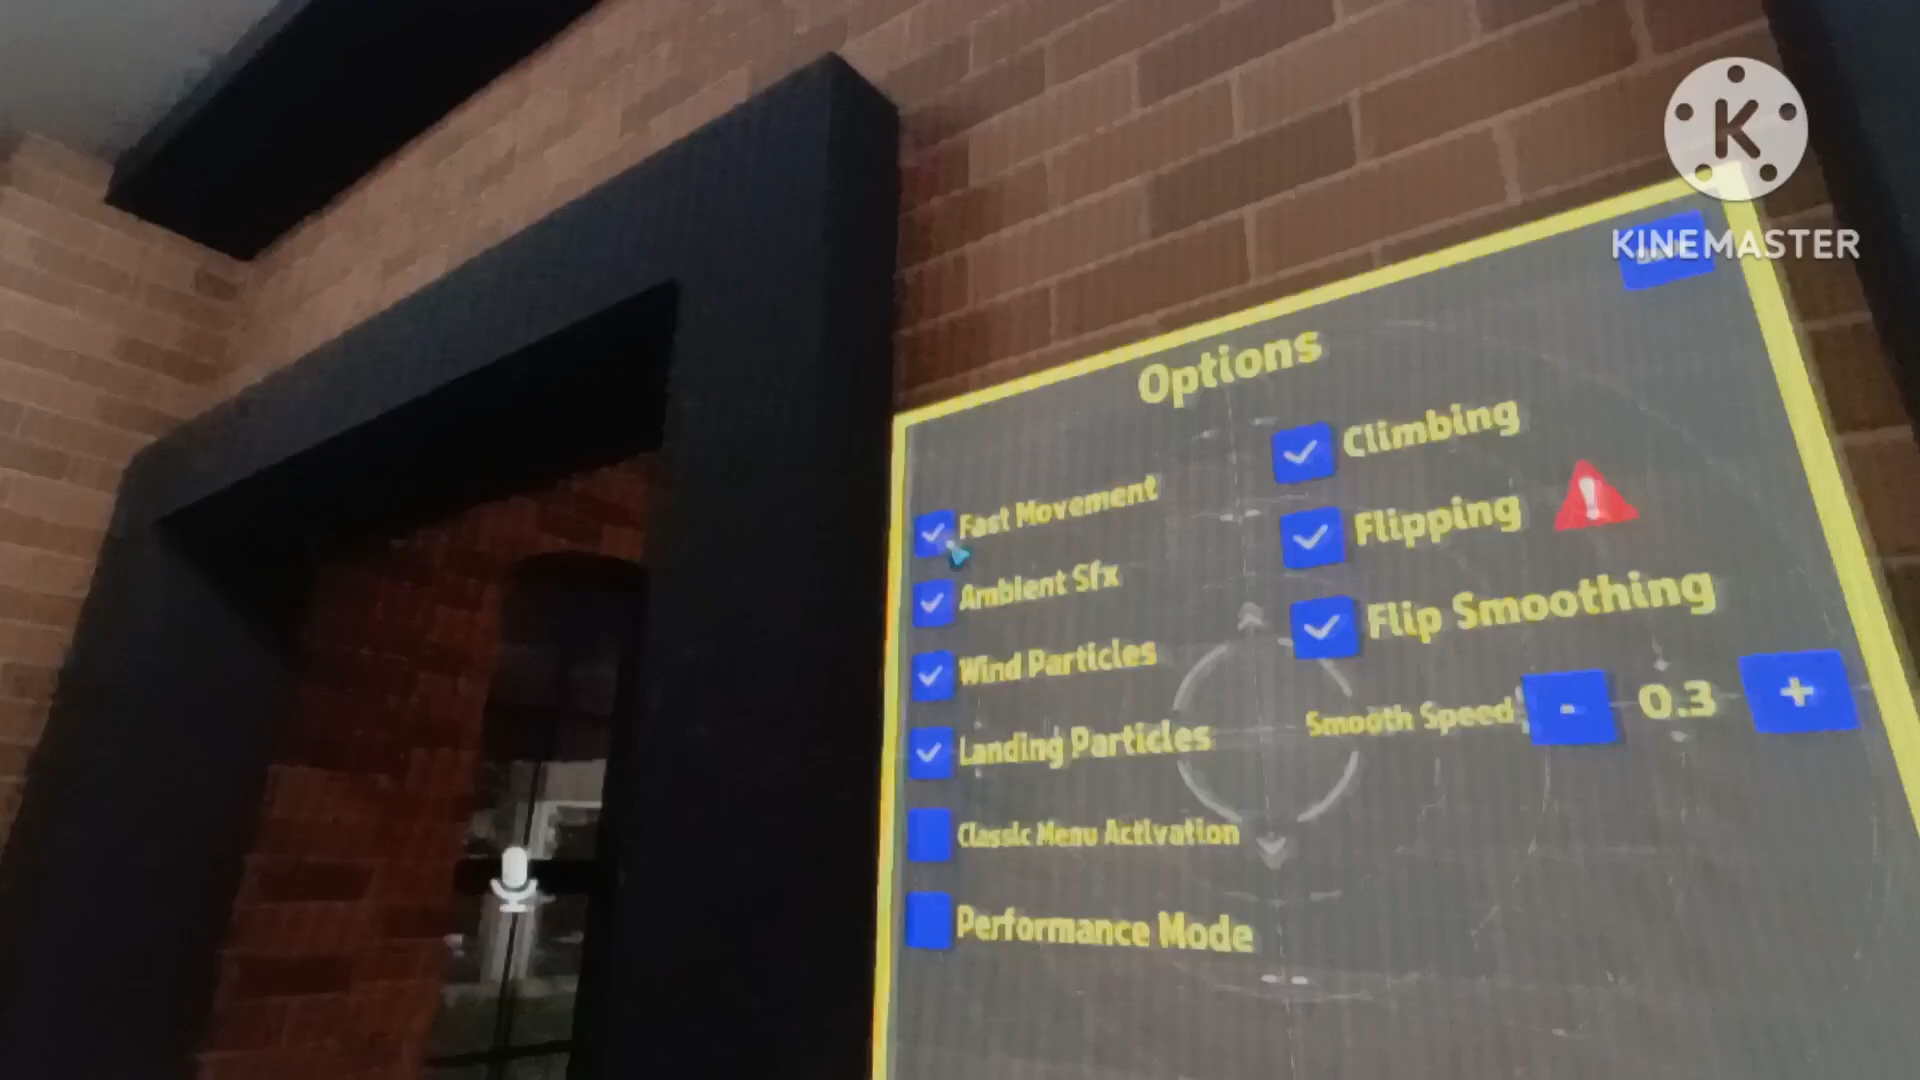 K
KINEMASTER
Options
Fast Movement
Ambient Sfx
Wind Particles
Landing Particles
Classic Menu Activation
Performance Mode
Climbing
Flipping
!
Flip Smoothing
Smooth Speed - 0.3 +